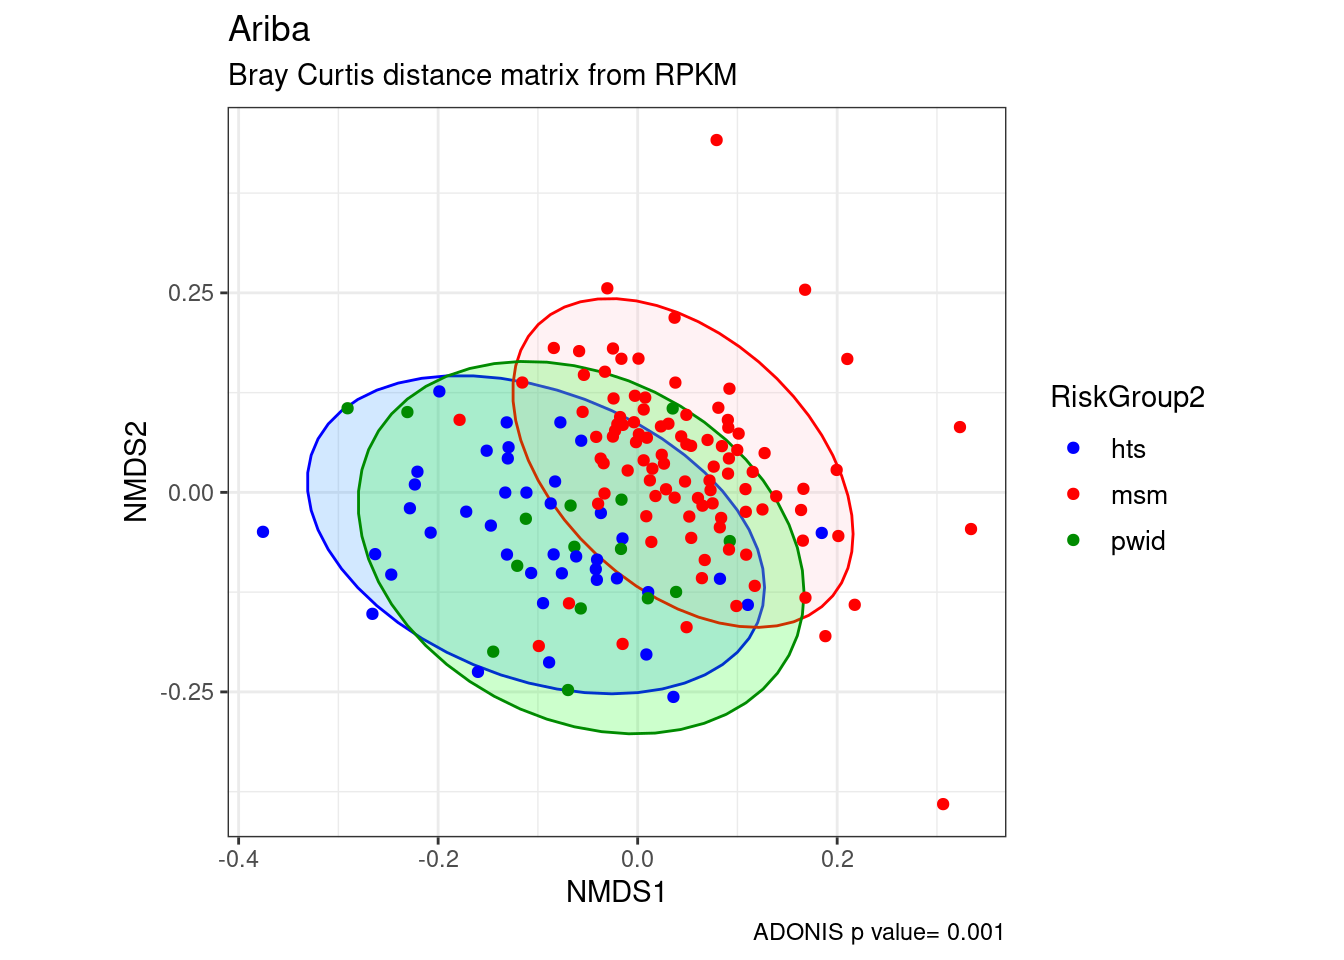 Ariba
Bray Curtis distance matrix from RPKM
NMDS2
0.25
0.00
-0.25
-0.4
-0.2
0.0
0.2
NMDS1
RiskGroup2
hts
msm
pwid
ADONIS p value= 0.001